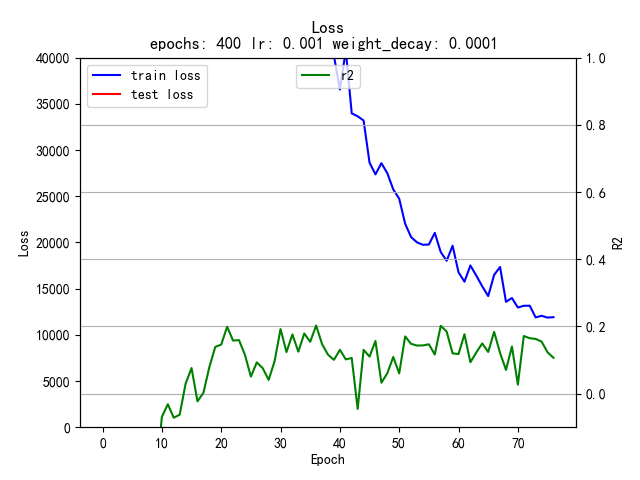 Loss
epochs: 400 lr: 0.001 weight_decay: 0.0001
train loss
test loss
r2
40000
35000
30000
25000
20000
15000
10000
5000
0
Loss
1.0
0.8
0.6
0.4
0.2
0.0
R2
0 10 20 30 40 50 60 70
Epoch